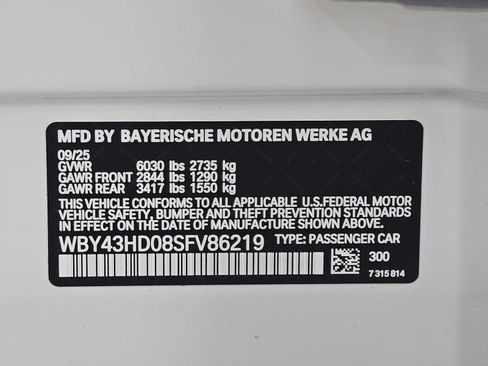 MFD BY BAYERISCHE MOTOREN WERKE AG
09/25
GVWR 6030 lbs 2735 kg
GAWR FRONT 2844 lbs 1290 kg
GAWR REAR 3417 lbs 1550 kg
THIS VEHICLE CONFORMS TO ALL APPLICABLE U.S.FEDERAL MOTOR
VEHICLE SAFETY, BUMPER AND THEFT PREVENTION STANDARDS
IN EFFECT ON THE DATE OF MANUFACTURE SHOWN ABOVE.
WBY43HD08SFV86219 TYPE: PASSENGER CAR
300
7 315 814